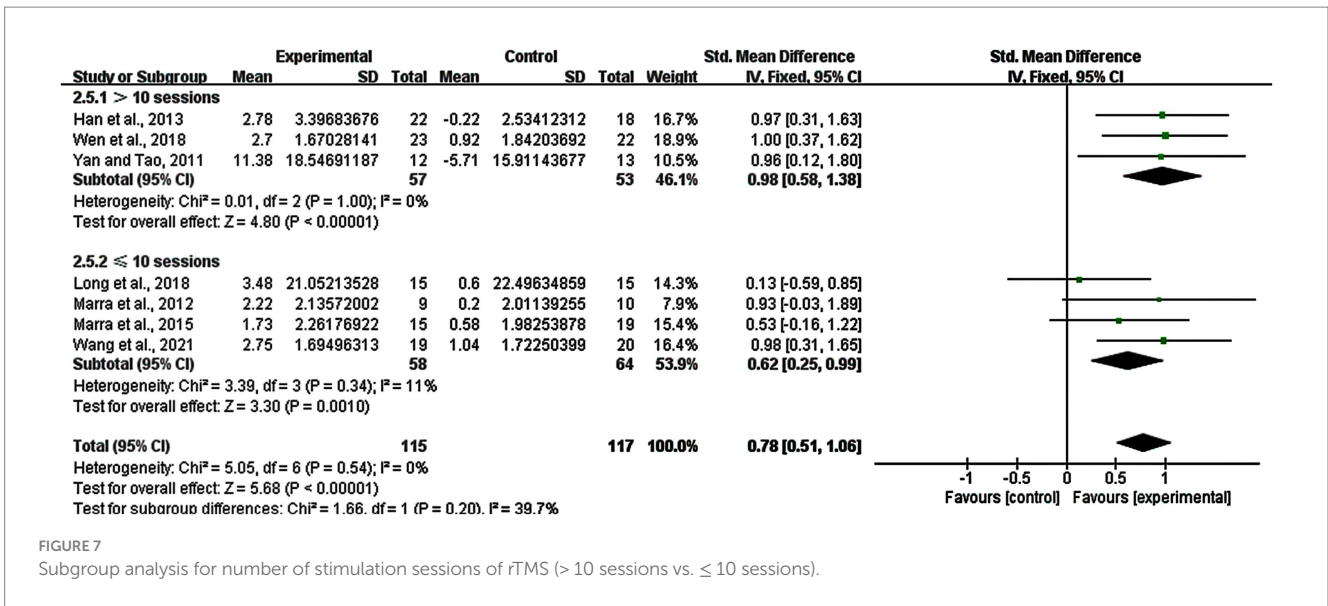 Experimental Control Std. Mean Difference Std. Mean Difference
Study or Subgroup Mean SD Total Mean SD Total Weight IV, Fixed, 95% CI IV, Fixed, 95% CI
2.5.1 > 10 sessions
Han et al., 2013 2.78 3.39683676 22 -0.22 2.53412312 18 16.7% 0.97 [0.31, 1.63]
Wen et al., 2018 2.7 1.67028141 23 0.92 1.84203692 22 18.9% 1.00 [0.37, 1.62]
Yan and Tao, 2011 11.38 18.54691187 12 -5.71 15.91143677 13 10.5% 0.96 [0.12, 1.80]
Subtotal (95% CI) 57 53 46.1% 0.98 [0.58, 1.38]
Heterogeneity: Chi² = 0.01, df = 2 (P = 1.00); I² = 0%
Test for overall effect: Z = 4.80 (P < 0.00001)
2.5.2 ⩽ 10 sessions
Long et al., 2018 3.48 21.05213528 15 0.6 22.49634859 15 14.3% 0.13 [-0.59, 0.85]
Marra et al., 2012 2.22 2.13572002 9 0.2 2.01139255 10 7.9% 0.93 [-0.03, 1.89]
Marra et al., 2015 1.73 2.26176922 15 0.58 1.98253878 19 15.4% 0.53 [-0.16, 1.22]
Wang et al., 2021 2.75 1.69496313 19 1.04 1.72250399 20 16.4% 0.98 [0.31, 1.65]
Subtotal (95% CI) 58 64 53.9% 0.62 [0.25, 0.99]
Heterogeneity: Chi² = 3.39, df = 3 (P = 0.34); I² = 11%
Test for overall effect: Z = 3.30 (P = 0.0010)
Total (95% CI) 115 117 100.0% 0.78 [0.51, 1.06]
Heterogeneity: Chi² = 5.05, df = 6 (P = 0.54); I² = 0%
Test for overall effect: Z = 5.68 (P < 0.00001)
Test for subgroup differences: Chi² = 1.66, df = 1 (P = 0.20), I² = 39.7%
-1 -0.5 0 0.5 1
Favours [control] Favours [experimental]
FIGURE 7
Subgroup analysis for number of stimulation sessions of rTMS (> 10 sessions vs. ≤ 10 sessions).